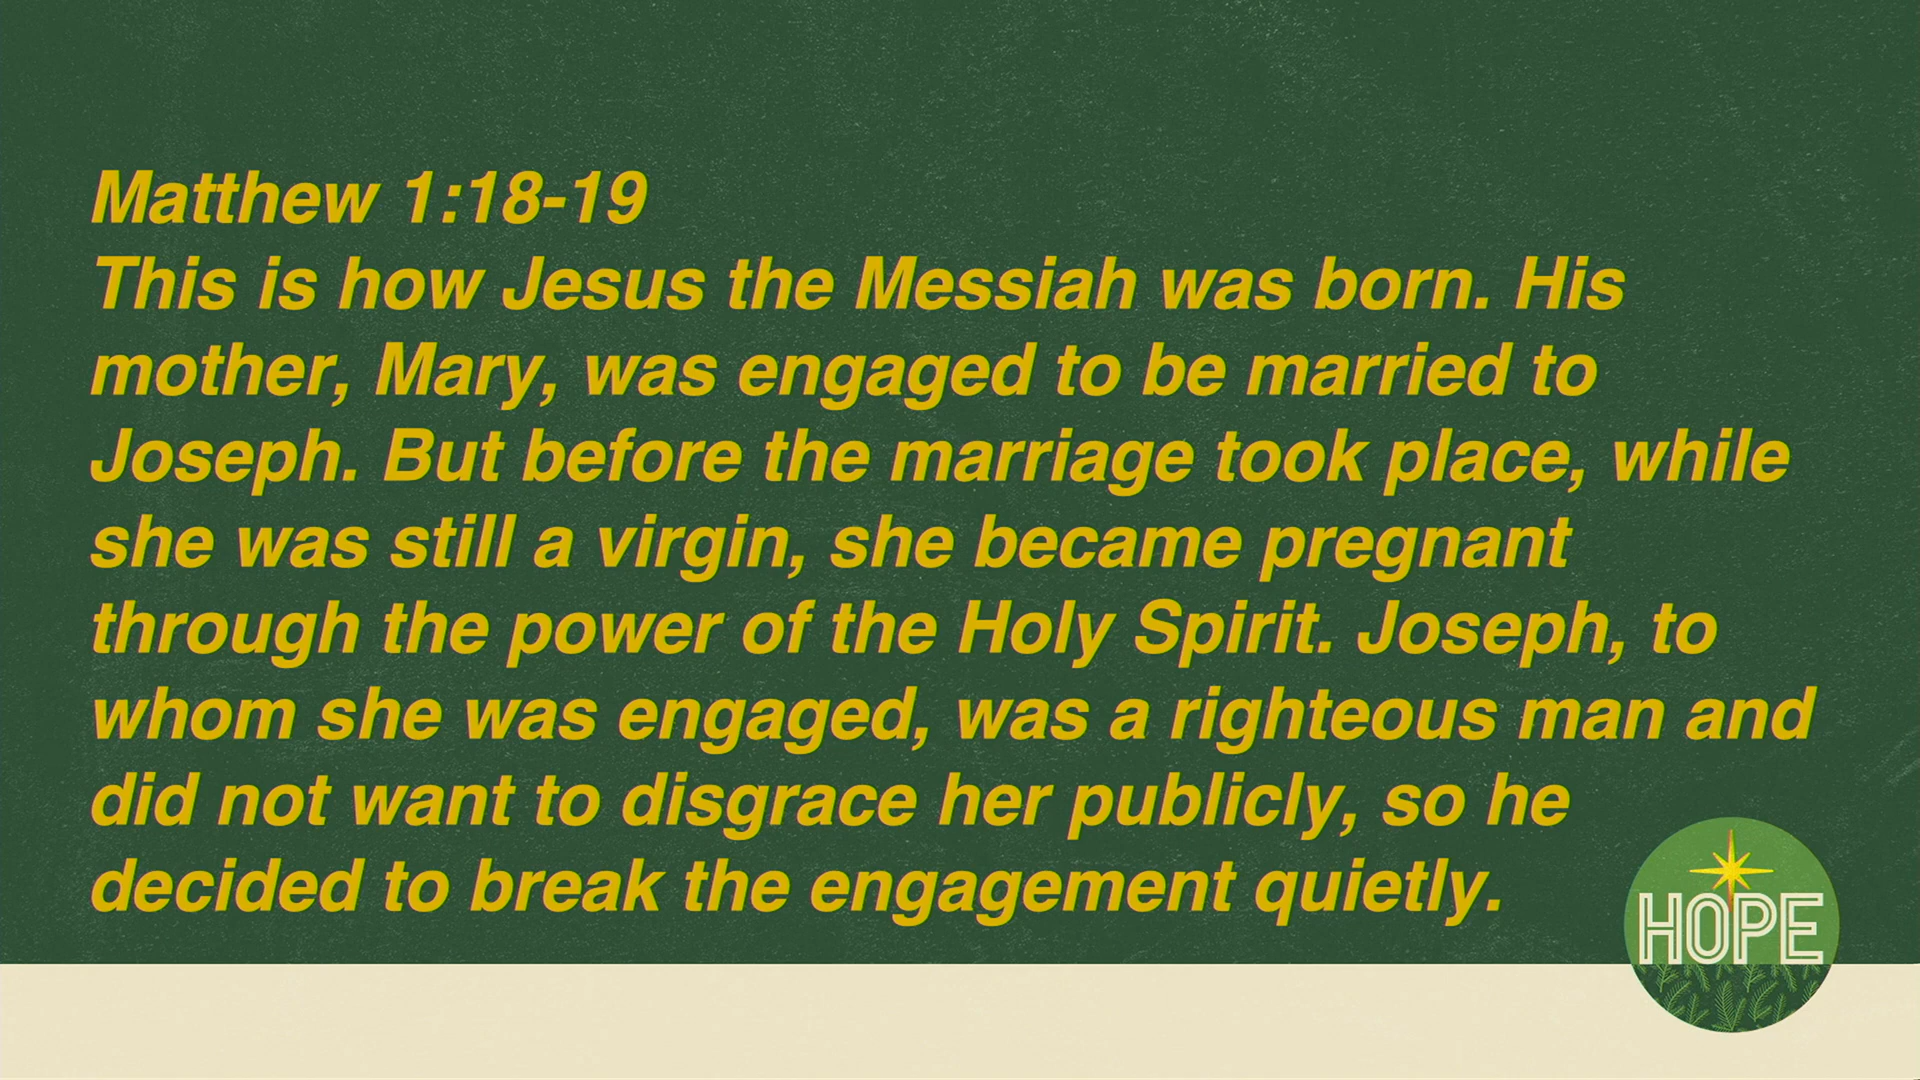 Matthew 1:18-19
This is how Jesus the Messiah was born. His
mother, Mary, was engaged to be married to
Joseph. But before the marriage took place, while
she was still a virgin, she became pregnant
through the power of the Holy Spirit. Joseph, to
whom she was engaged, was a righteous man and
did not want to disgrace her publicly, so he
decided to break the engagement quietly.
HOPE